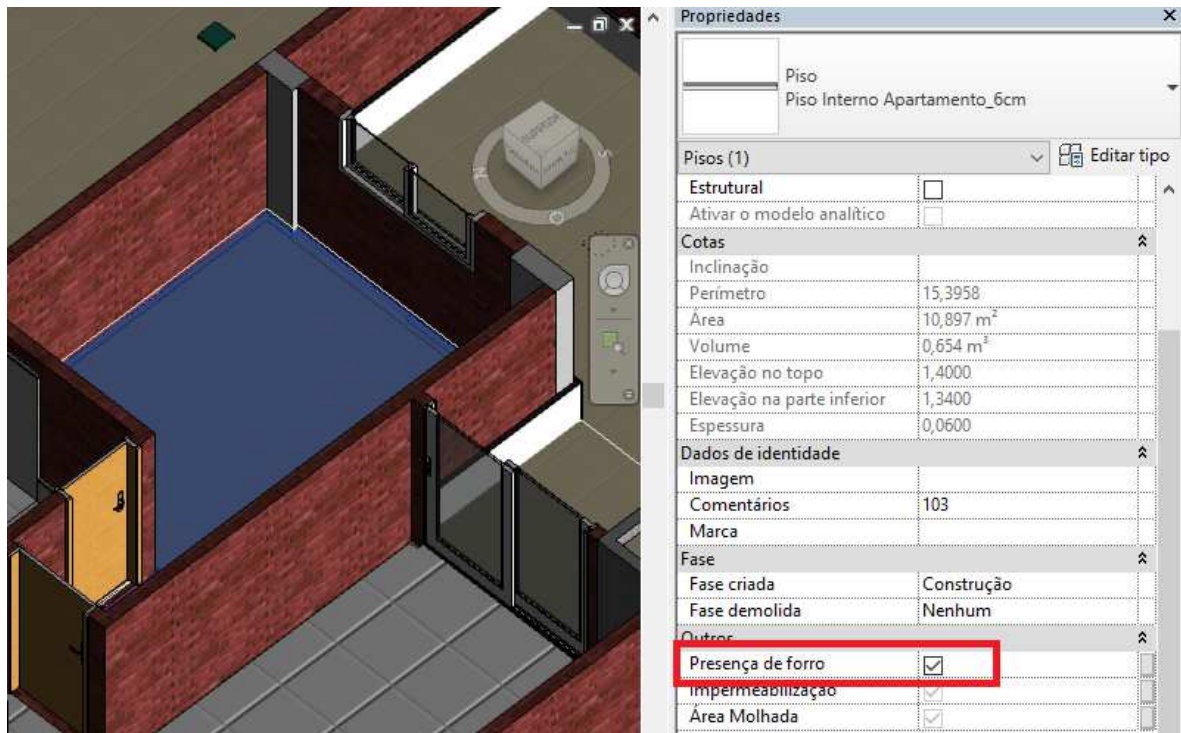 Propriedades
Piso
Piso Interno Apartamento_6cm
Pisos (1) Editar tipo
Estrutural
Ativar o modelo analítico
Cotas
Inclinação
Perímetro 15,3958
Área 10,897 m²
Volume 0,654 m³
Elevação no topo 1,4000
Elevação na parte inferior 1,3400
Espessura 0,0600
Dados de identidade
Imagem
Comentários 103
Marca
Fase
Fase criada Construção
Fase demolida Nenhum
Outros
Presença de forro
Impermeabilização
Área Molhada